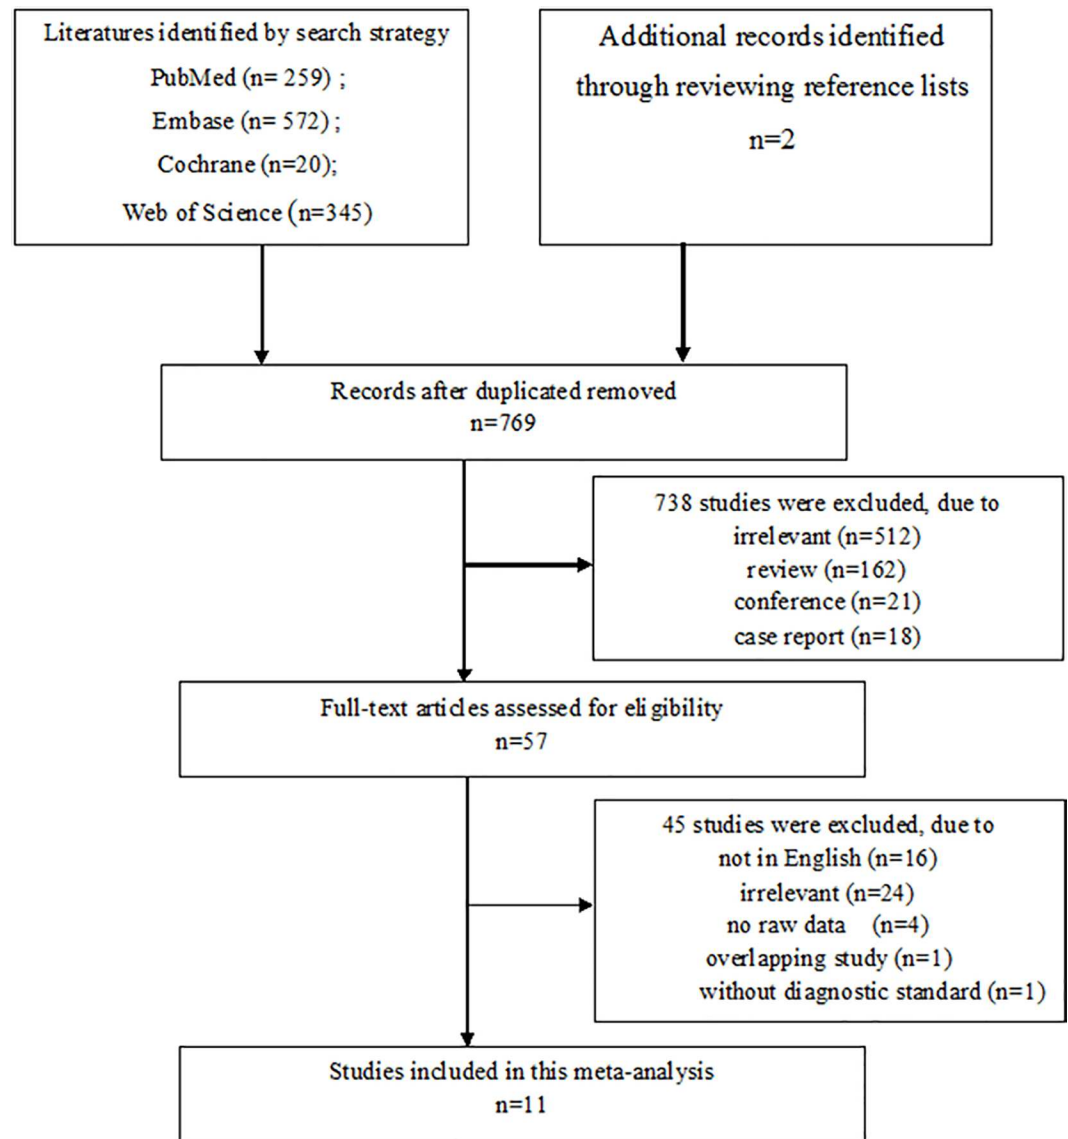 Literatures identified by search strategy
PubMed (n= 259) ;
Embase (n= 572) ;
Cochrane (n=20);
Web of Science (n=345)
Additional records identified
through reviewing reference lists
n=2
Records after duplicated removed
n=769
738 studies were excluded, due to
irrelevant (n=512)
review (n=162)
conference (n=21)
case report (n=18)
Full-text articles assessed for eligibility
n=57
45 studies were excluded, due to
not in English (n=16)
irrelevant (n=24)
no raw data (n=4)
overlapping study (n=1)
without diagnostic standard (n=1)
Studies included in this meta-analysis
n=11